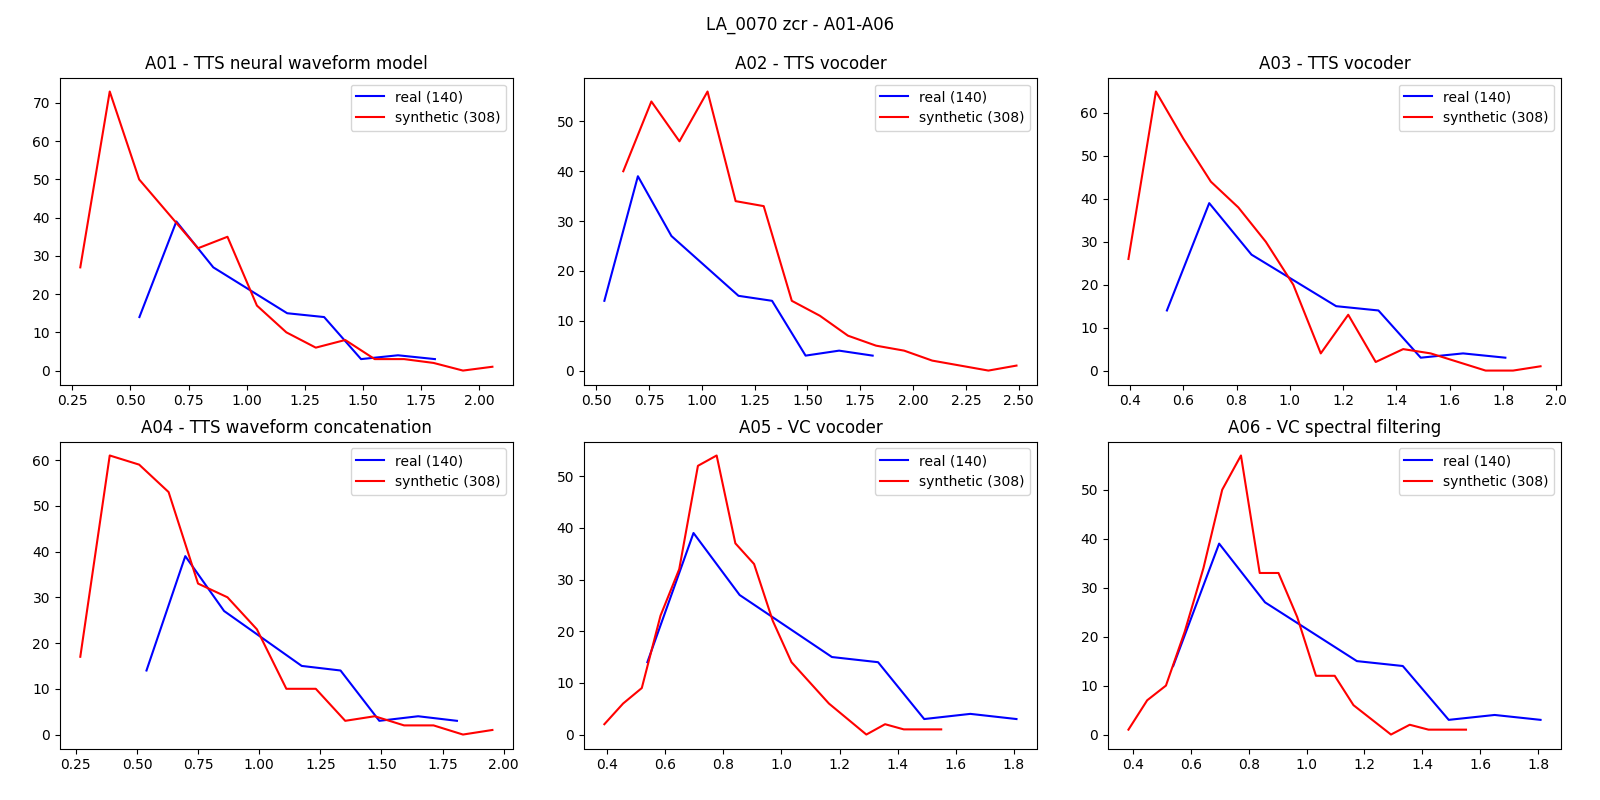 LA_0070 zcr - A01-A06
A01 - TTS neural waveform model
real (140)
synthetic (308)
70
60
50
40
30
20
10
0
0.25 0.50 0.75 1.00 1.25 1.50 1.75 2.00
A02 - TTS vocoder
real (140)
synthetic (308)
50
40
30
20
10
0
0.50 0.75 1.00 1.25 1.50 1.75 2.00 2.25 2.50
A03 - TTS vocoder
real (140)
synthetic (308)
60
50
40
30
20
10
0
0.4 0.6 0.8 1.0 1.2 1.4 1.6 1.8 2.0
A04 - TTS waveform concatenation
real (140)
synthetic (308)
60
50
40
30
20
10
0
0.25 0.50 0.75 1.00 1.25 1.50 1.75 2.00
A05 - VC vocoder
real (140)
synthetic (308)
50
40
30
20
10
0
0.4 0.6 0.8 1.0 1.2 1.4 1.6 1.8
A06 - VC spectral filtering
real (140)
synthetic (308)
50
40
30
20
10
0
0.4 0.6 0.8 1.0 1.2 1.4 1.6 1.8